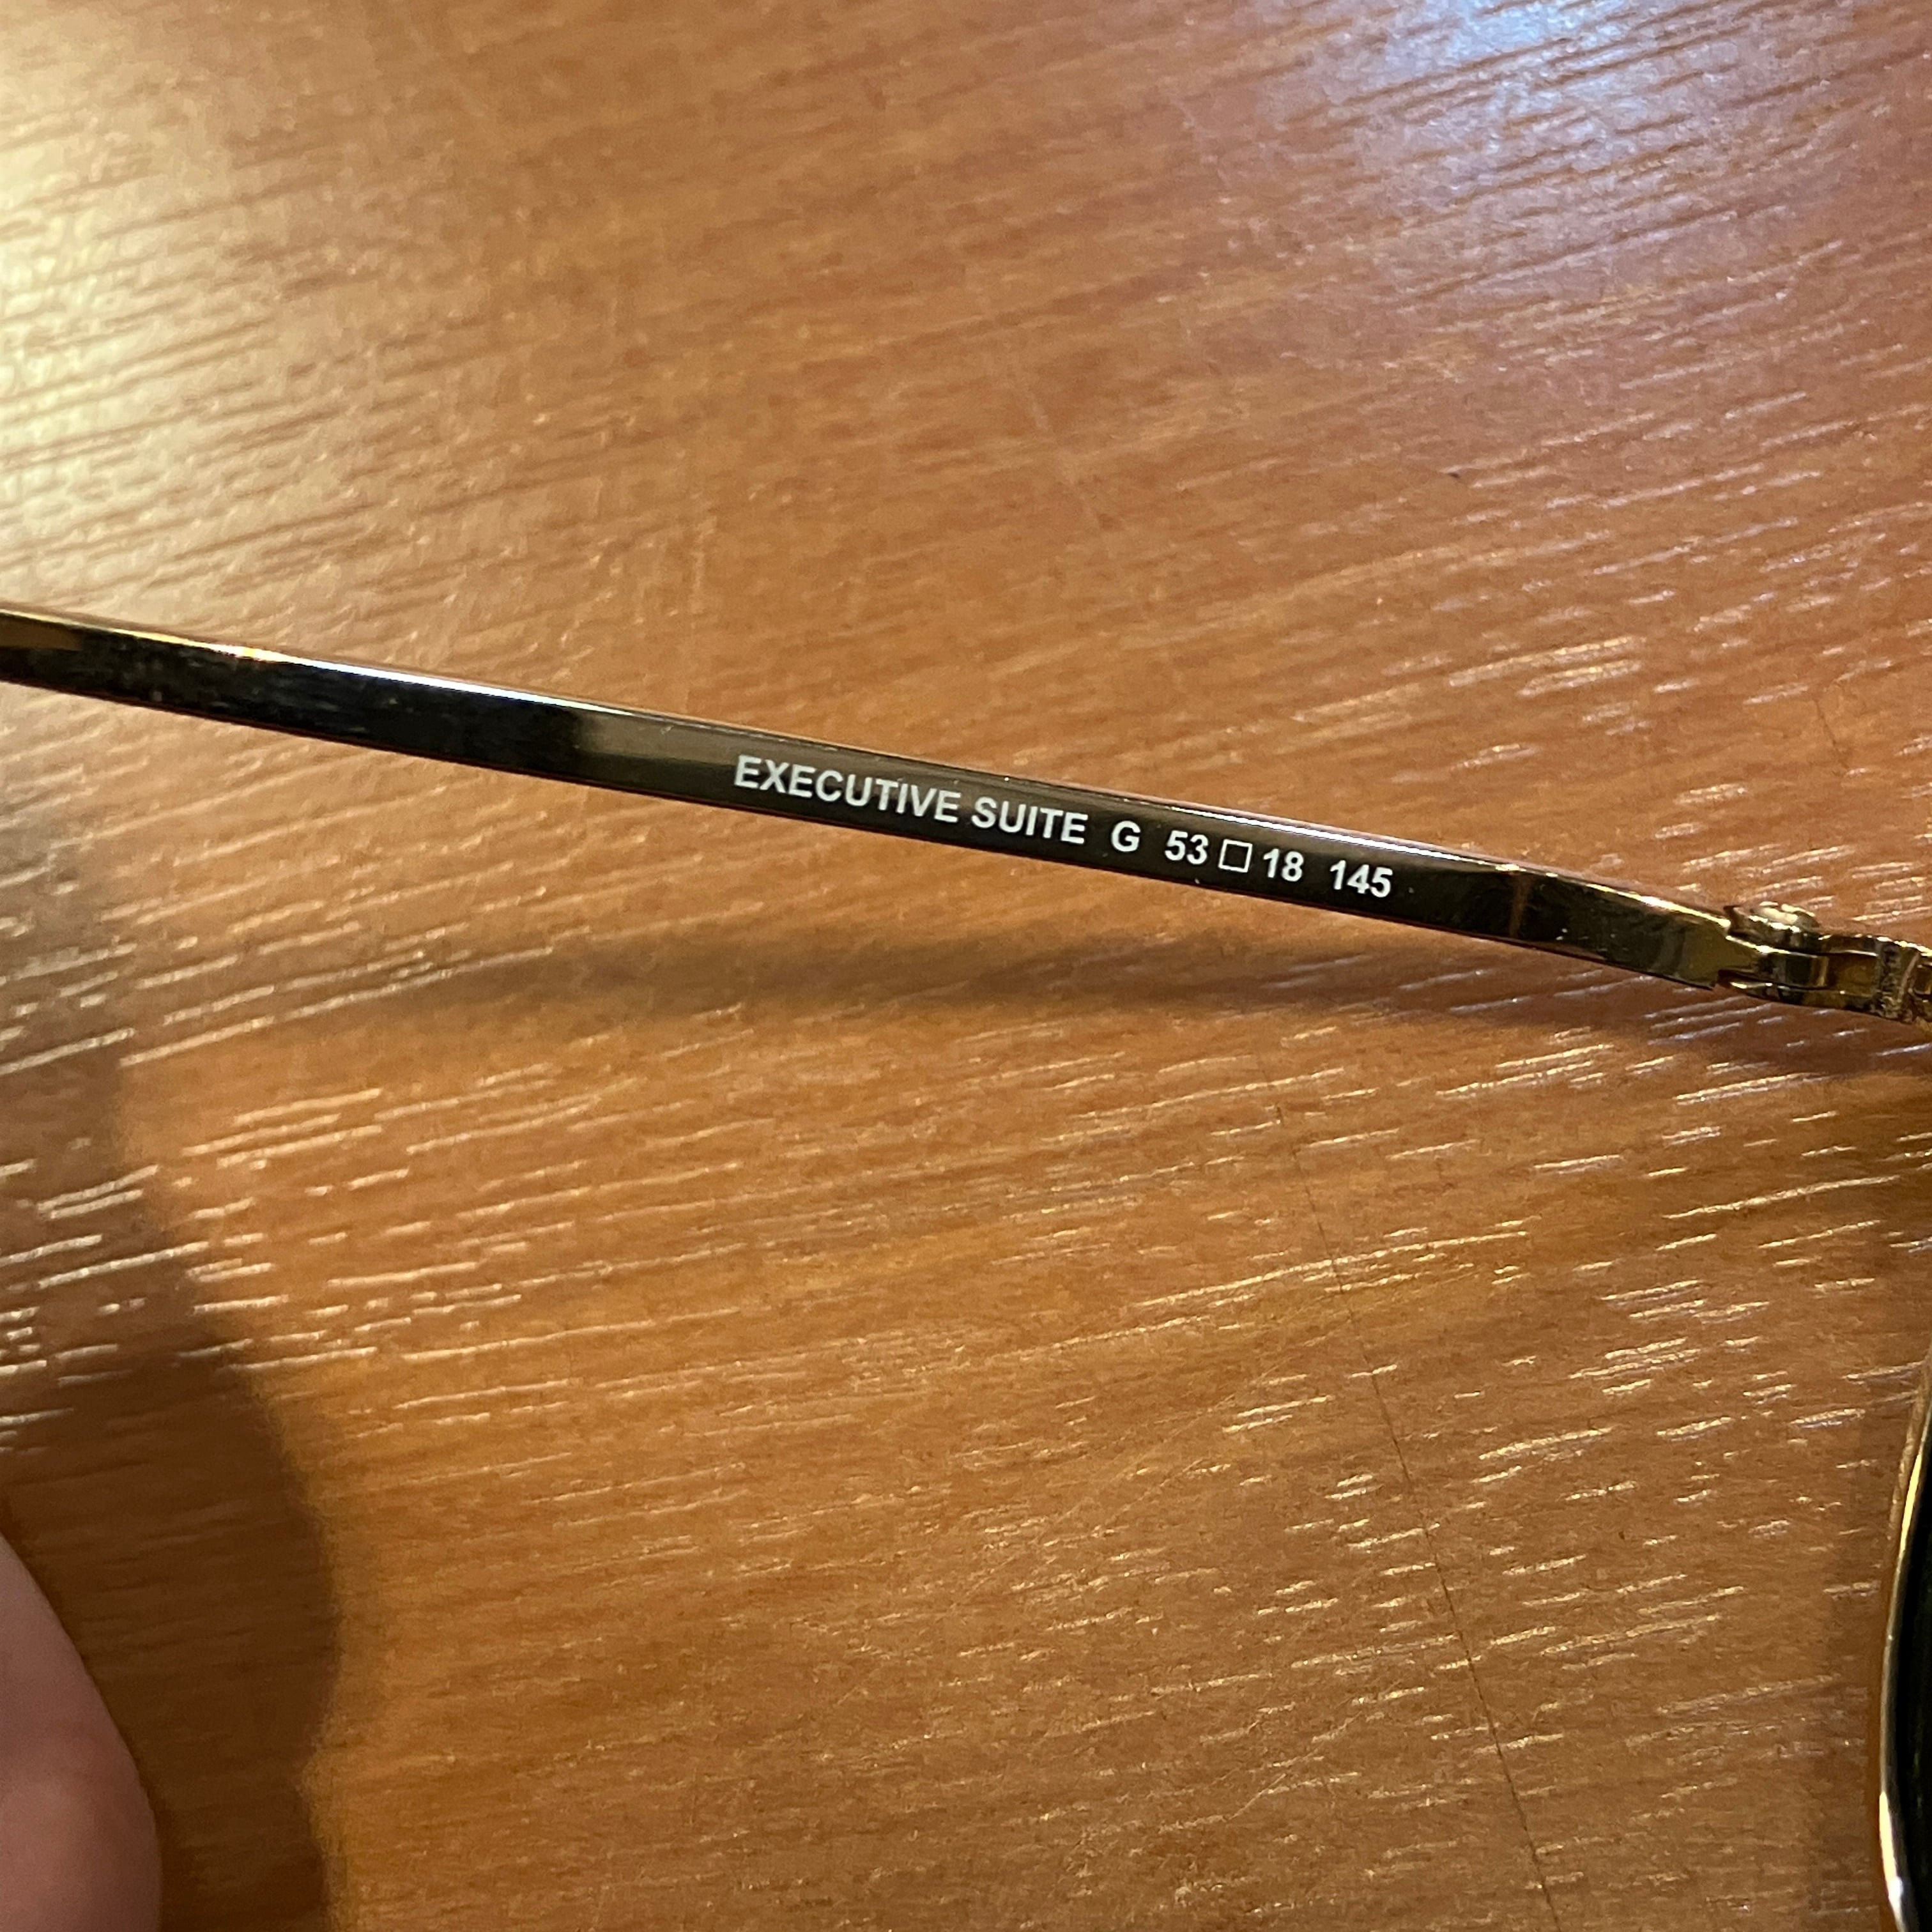 EXECUTIVE SUITE G 53□18 145